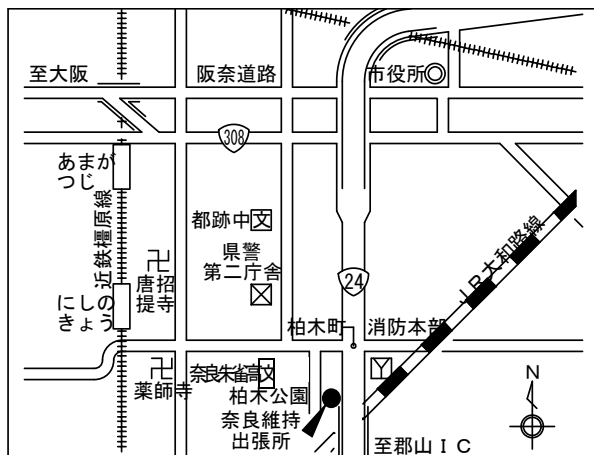 至大阪
阪奈道路
市役所
308
あまが
つじ
近鉄橿原線
都跡中
文
県警
第二庁舎
唐招
提寺
24
JR大和路線
にしの
きょう
柏木町
消防本部
薬師寺
奈良朱雀高
文
柏木公園
奈良維持
出張所
至郡山IC
N